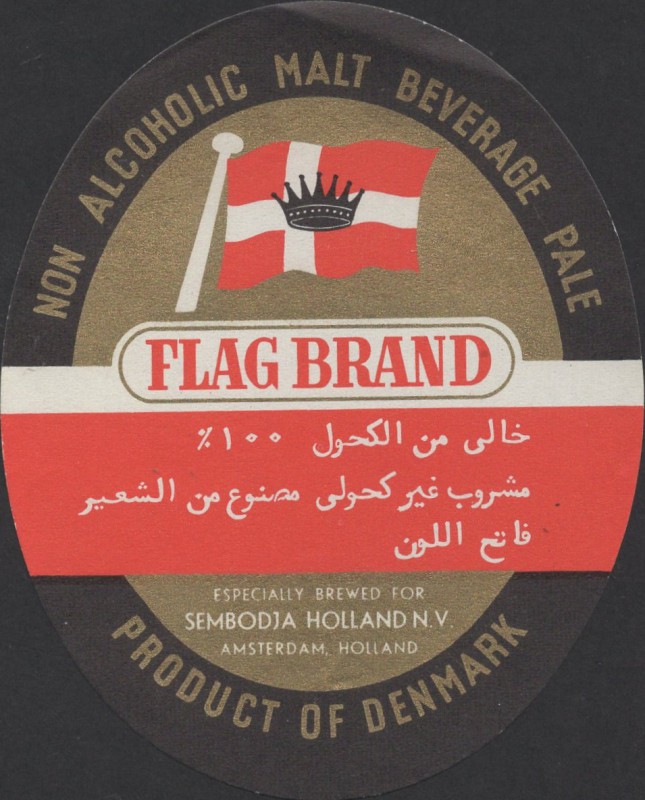 NON ALCOHOLIC MALT BEVERAGE PALE
FLAG BRAND
خالى من الكحول ١٠٠٪
مشروب غير كحولى مصنوع من الشعير
فاتح اللون
ESPECIALLY BREWED FOR
SEMBODJA HOLLAND N.V.
AMSTERDAM, HOLLAND
PRODUCT OF DENMARK